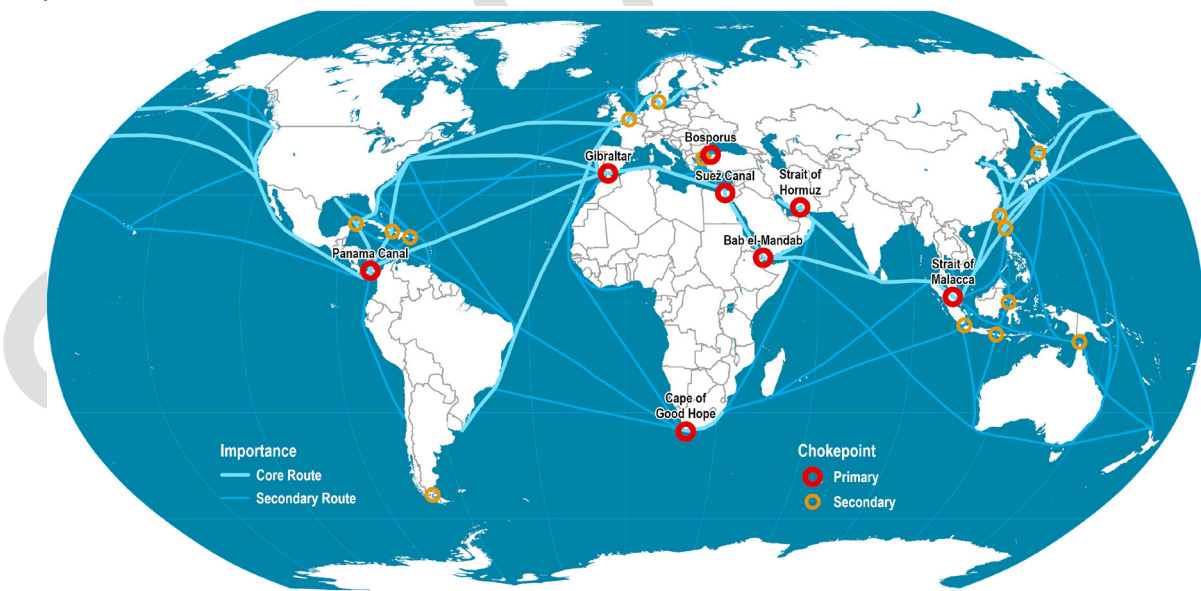 Bosporus
Gibraltar
Suez Canal
Strait of
Hormuz
Bab el-Mandab
Panama Canal
Strait of
Malacca
Cape of
Good Hope
Importance
Core Route
Secondary Route
Chokepoint
Primary
Secondary